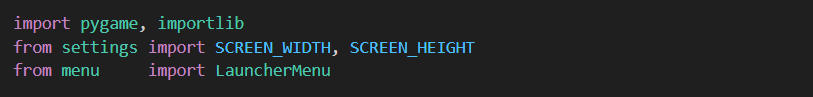 import pygame, importlib
from settings import SCREEN_WIDTH, SCREEN_HEIGHT
from menu     import LauncherMenu